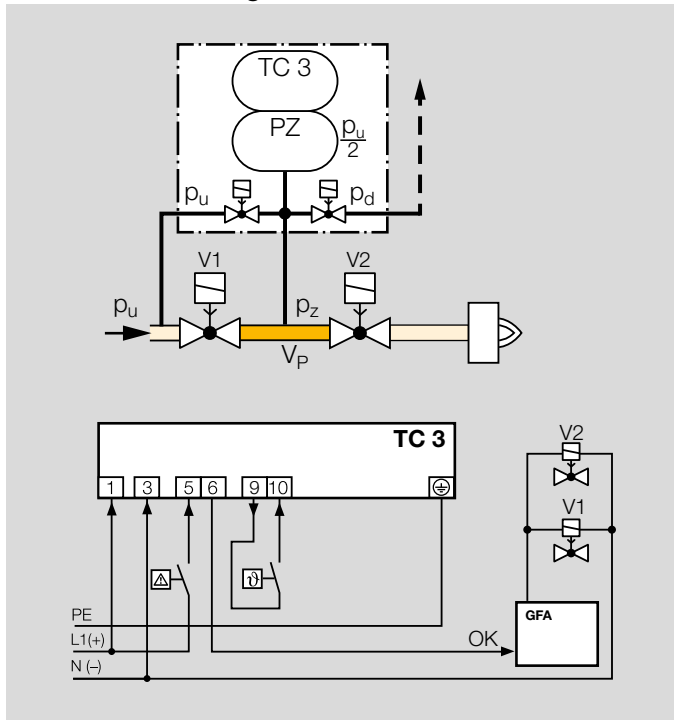 TC 3
PZ
pu
2
pu
pd
V1
V2
pu
pz
VP
TC 3
1 3 5 6 9 10
V2
V1
ϑ
PE
L1(+)
N (–)
OK
GFA